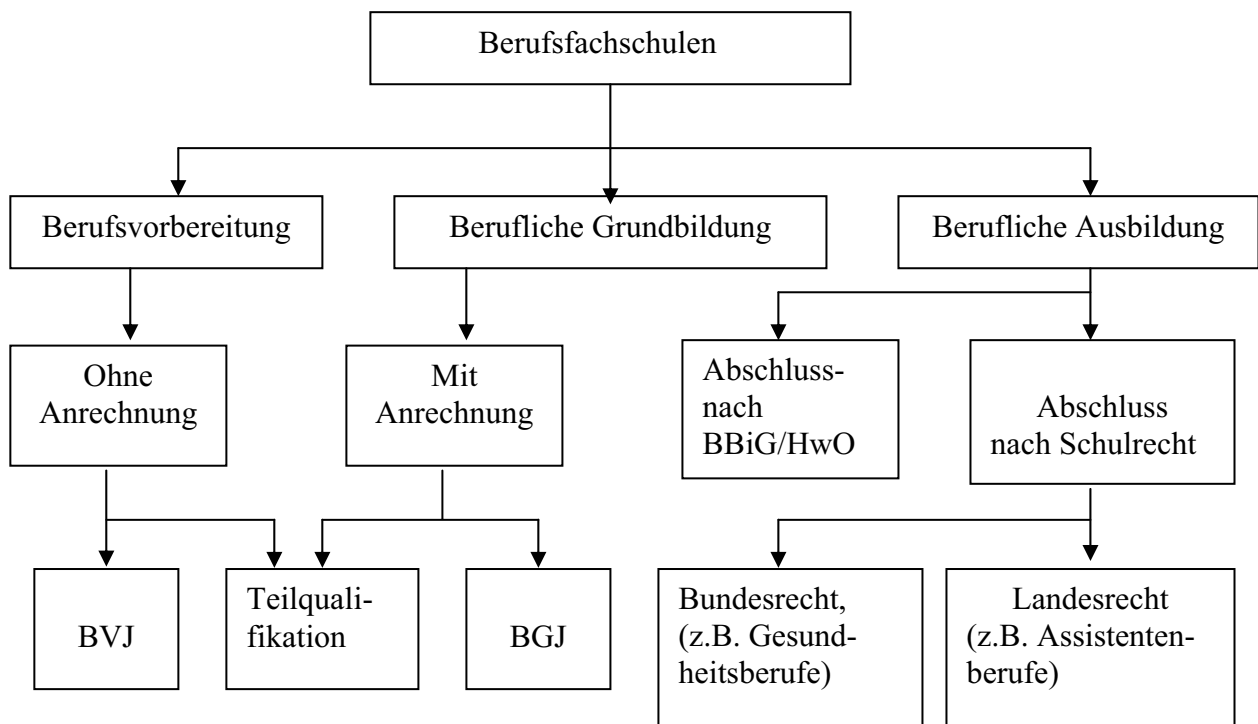 Berufsfachschulen
Berufsvorbereitung
Berufliche Grundbildung
Berufliche Ausbildung
Ohne
Anrechnung
Mit
Anrechnung
Abschluss-
nach
BBiG/HwO
Abschluss
nach Schulrecht
BVJ
Teilquali-
fikation
BGJ
Bundesrecht,
(z.B. Gesund-
heitsberufe)
Landesrecht
(z.B. Assistenten-
berufe)